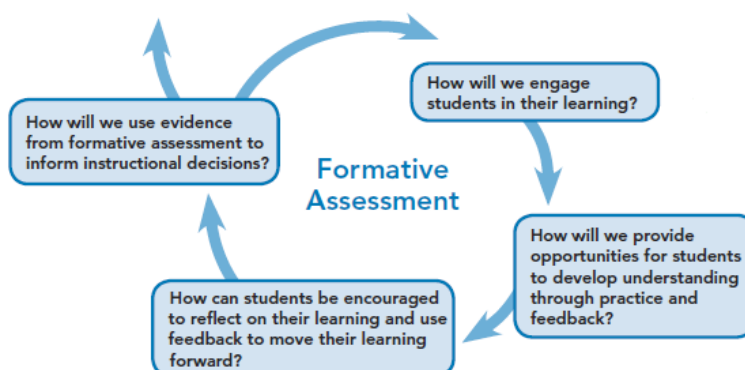 How will we engage
students in their learning?
How will we use evidence
from formative assessment to
inform instructional decisions?
Formative
Assessment
How will we provide
opportunities for students
to develop understanding
through practice and
feedback?
How can students be encouraged
to reflect on their learning and use
feedback to move their learning
forward?